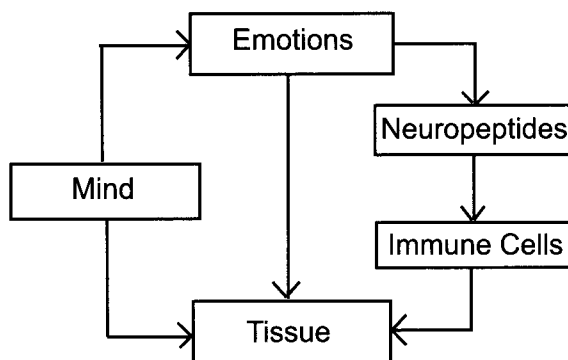 Emotions
Neuropeptides
Mind
Immune Cells
Tissue